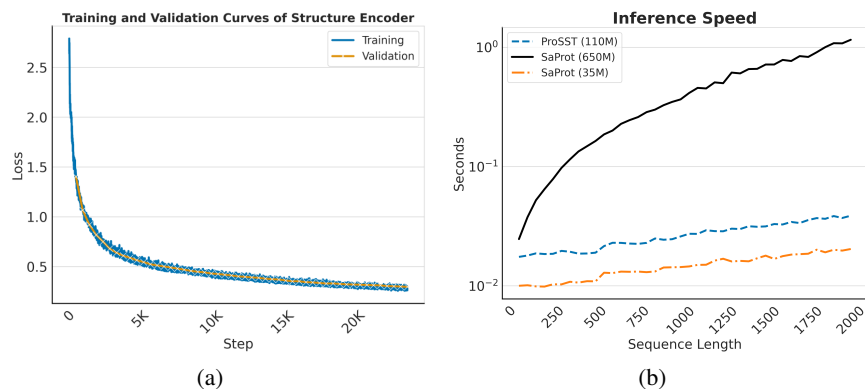 Training and Validation Curves of Structure Encoder
Training
Validation
2.5
2.0
1.5
1.0
0.5
Loss
0
5K
10K
15K
20K
Step
(a)
Inference Speed
ProSST (110M)
SaProt (650M)
SaProt (35M)
10⁰
10⁻¹
10⁻²
Seconds
0
250
500
750
1000
1250
1500
1750
2000
Sequence Length
(b)